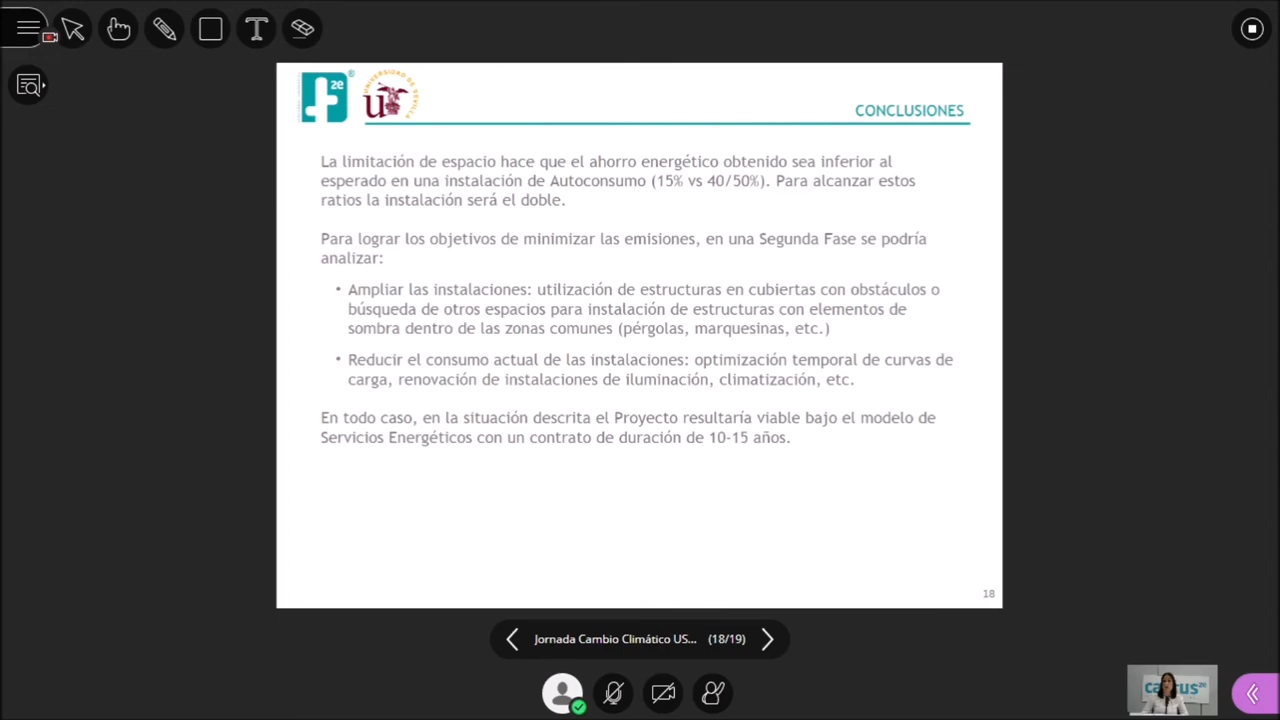 2e
UNIVERSIDAD DE SEVILLA
CONCLUSIONES
La limitación de espacio hace que el ahorro energético obtenido sea inferior al
esperado en una instalación de Autoconsumo (15% vs 40/50%). Para alcanzar estos
ratios la instalación será el doble.
Para lograr los objetivos de minimizar las emisiones, en una Segunda Fase se podría
analizar:
• Ampliar las instalaciones: utilización de estructuras en cubiertas con obstáculos o
búsqueda de otros espacios para instalación de estructuras con elementos de
sombra dentro de las zonas comunes (pérgolas, marquesinas, etc.)
• Reducir el consumo actual de las instalaciones: optimización temporal de curvas de
carga, renovación de instalaciones de iluminación, climatización, etc.
En todo caso, en la situación descrita el Proyecto resultaría viable bajo el modelo de
Servicios Energéticos con un contrato de duración de 10-15 años.
18
Jornada Cambio Climático US... (18/19)